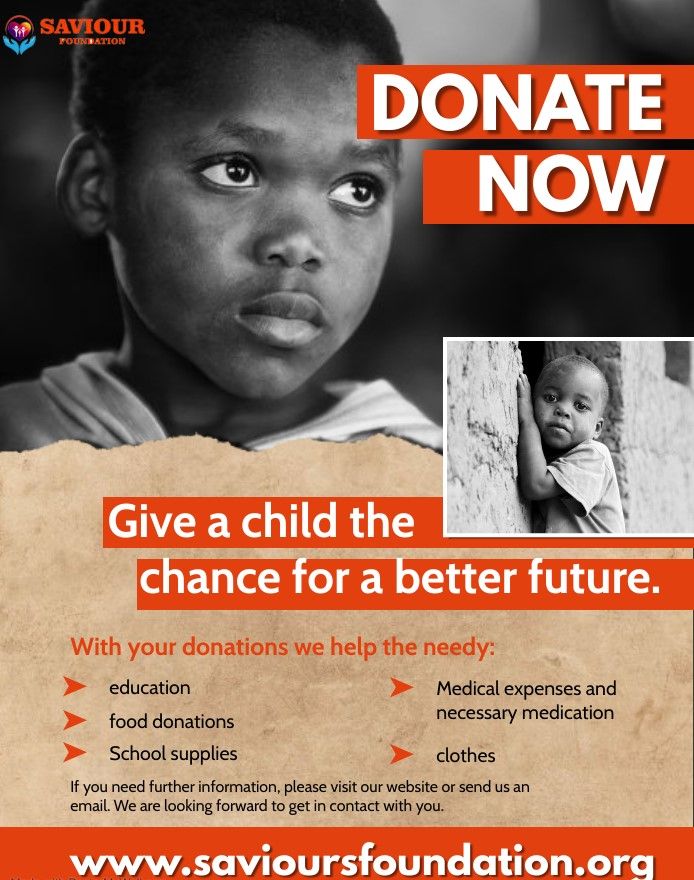 SAVIOUR
FOUNDATION
DONATE
NOW
Give a child the
chance for a better future.
With your donations we help the needy:
education
food donations
School supplies
Medical expenses and
necessary medication
clothes
If you need further information, please visit our website or send us an
email. We are looking forward to get in contact with you.
www.savioursfoundation.org